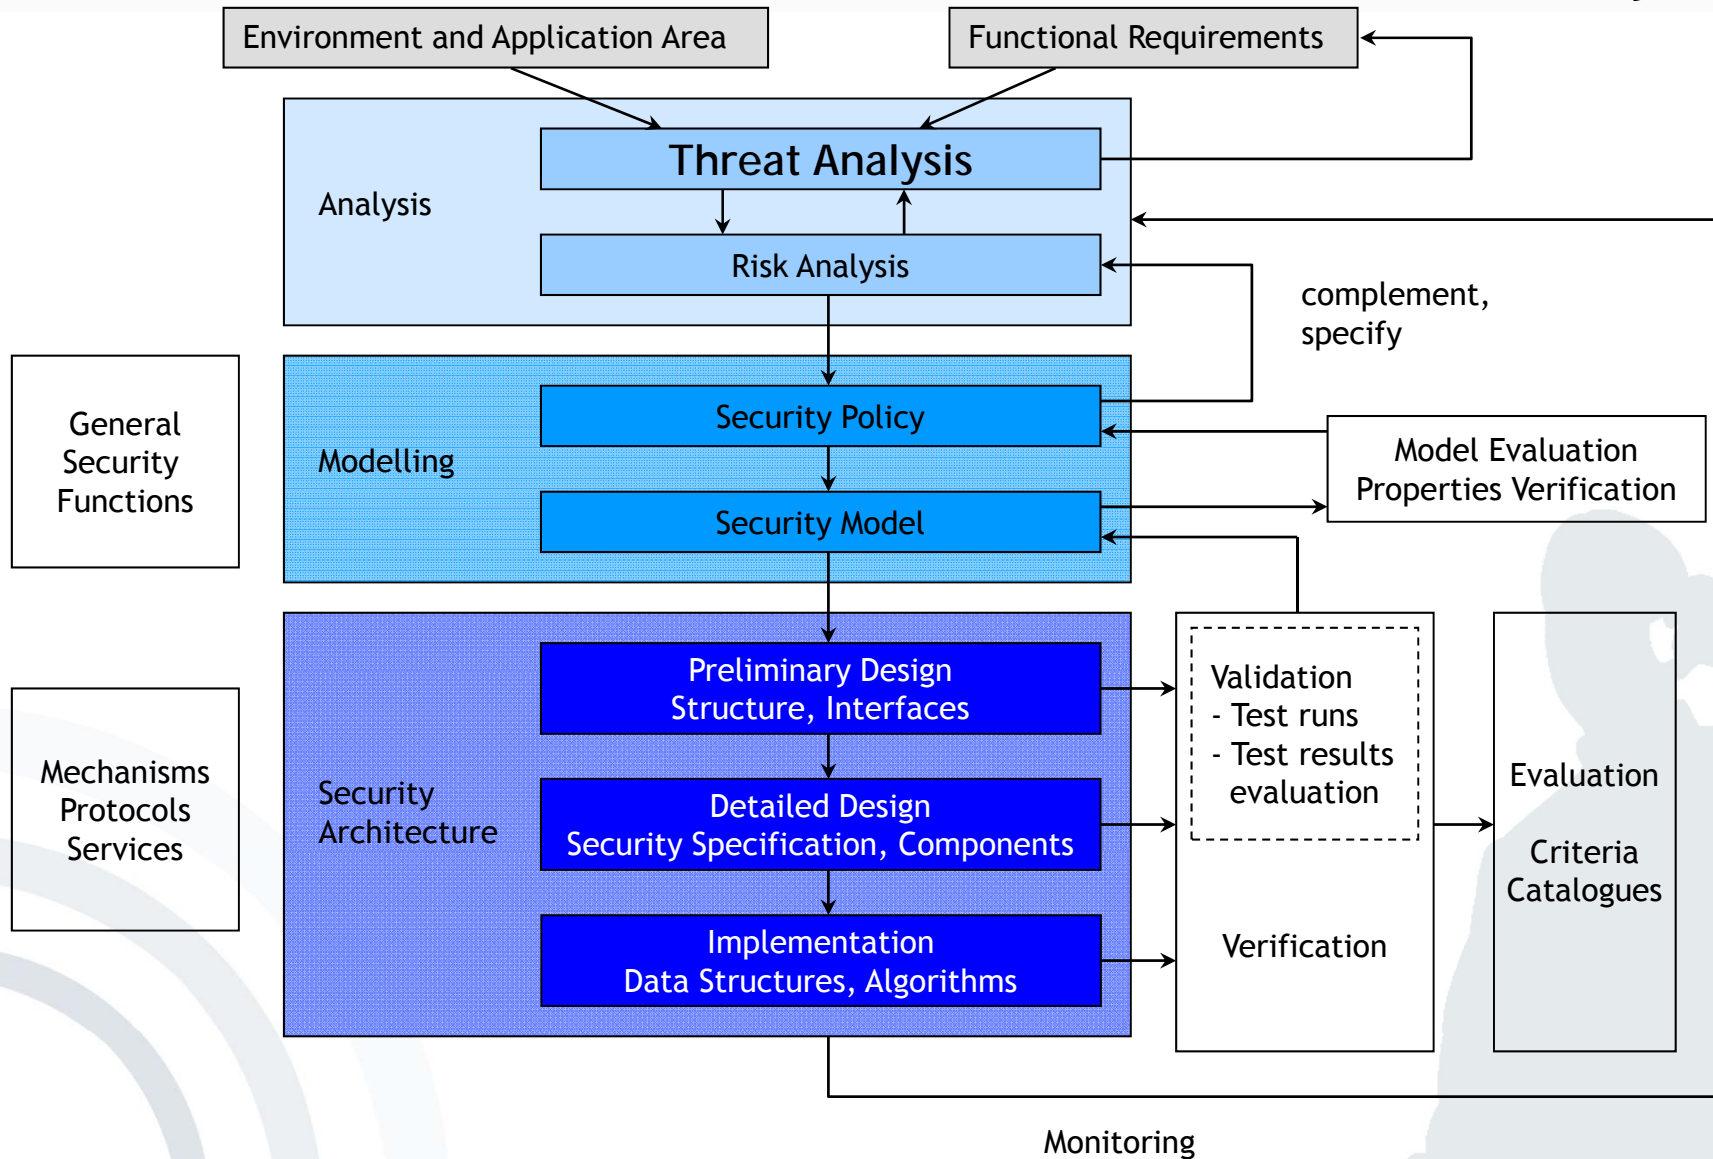 Environment and Application Area
Functional Requirements
Threat Analysis
Analysis
Risk Analysis
complement,
specify
General
Security
Functions
Security Policy
Modelling
Model Evaluation
Properties Verification
Security Model
Preliminary Design
Structure, Interfaces
Validation
- Test runs
- Test results
evaluation
Mechanisms
Protocols
Services
Security
Architecture
Detailed Design
Security Specification, Components
Evaluation
Criteria
Catalogues
Implementation
Data Structures, Algorithms
Verification
Monitoring